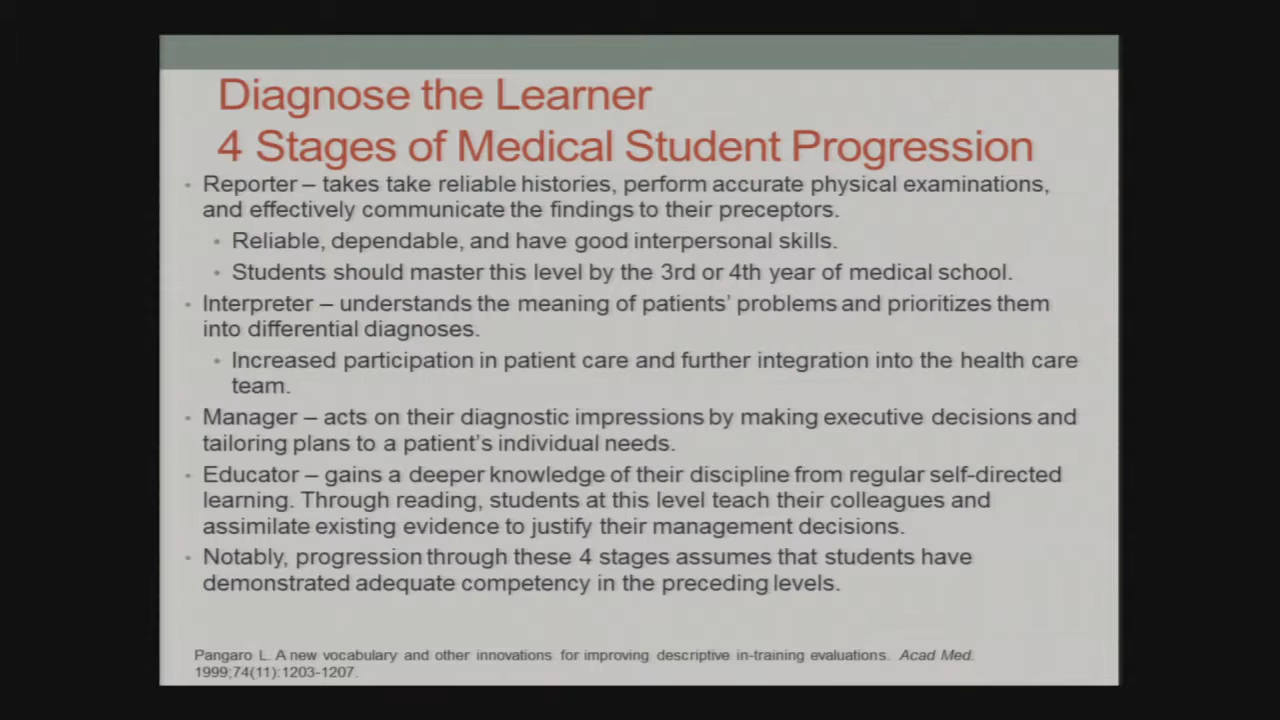 Diagnose the Learner
4 Stages of Medical Student Progression
Reporter – takes take reliable histories, perform accurate physical examinations,
and effectively communicate the findings to their preceptors.
Reliable, dependable, and have good interpersonal skills.
Students should master this level by the 3rd or 4th year of medical school.
Interpreter – understands the meaning of patients’ problems and prioritizes them
into differential diagnoses.
Increased participation in patient care and further integration into the health care
team.
Manager – acts on their diagnostic impressions by making executive decisions and
tailoring plans to a patient’s individual needs.
Educator – gains a deeper knowledge of their discipline from regular self-directed
learning. Through reading, students at this level teach their colleagues and
assimilate existing evidence to justify their management decisions.
Notably, progression through these 4 stages assumes that students have
demonstrated adequate competency in the preceding levels.
Pangaro L. A new vocabulary and other innovations for improving descriptive in-training evaluations. Acad Med.
1999;74(11):1203-1207.